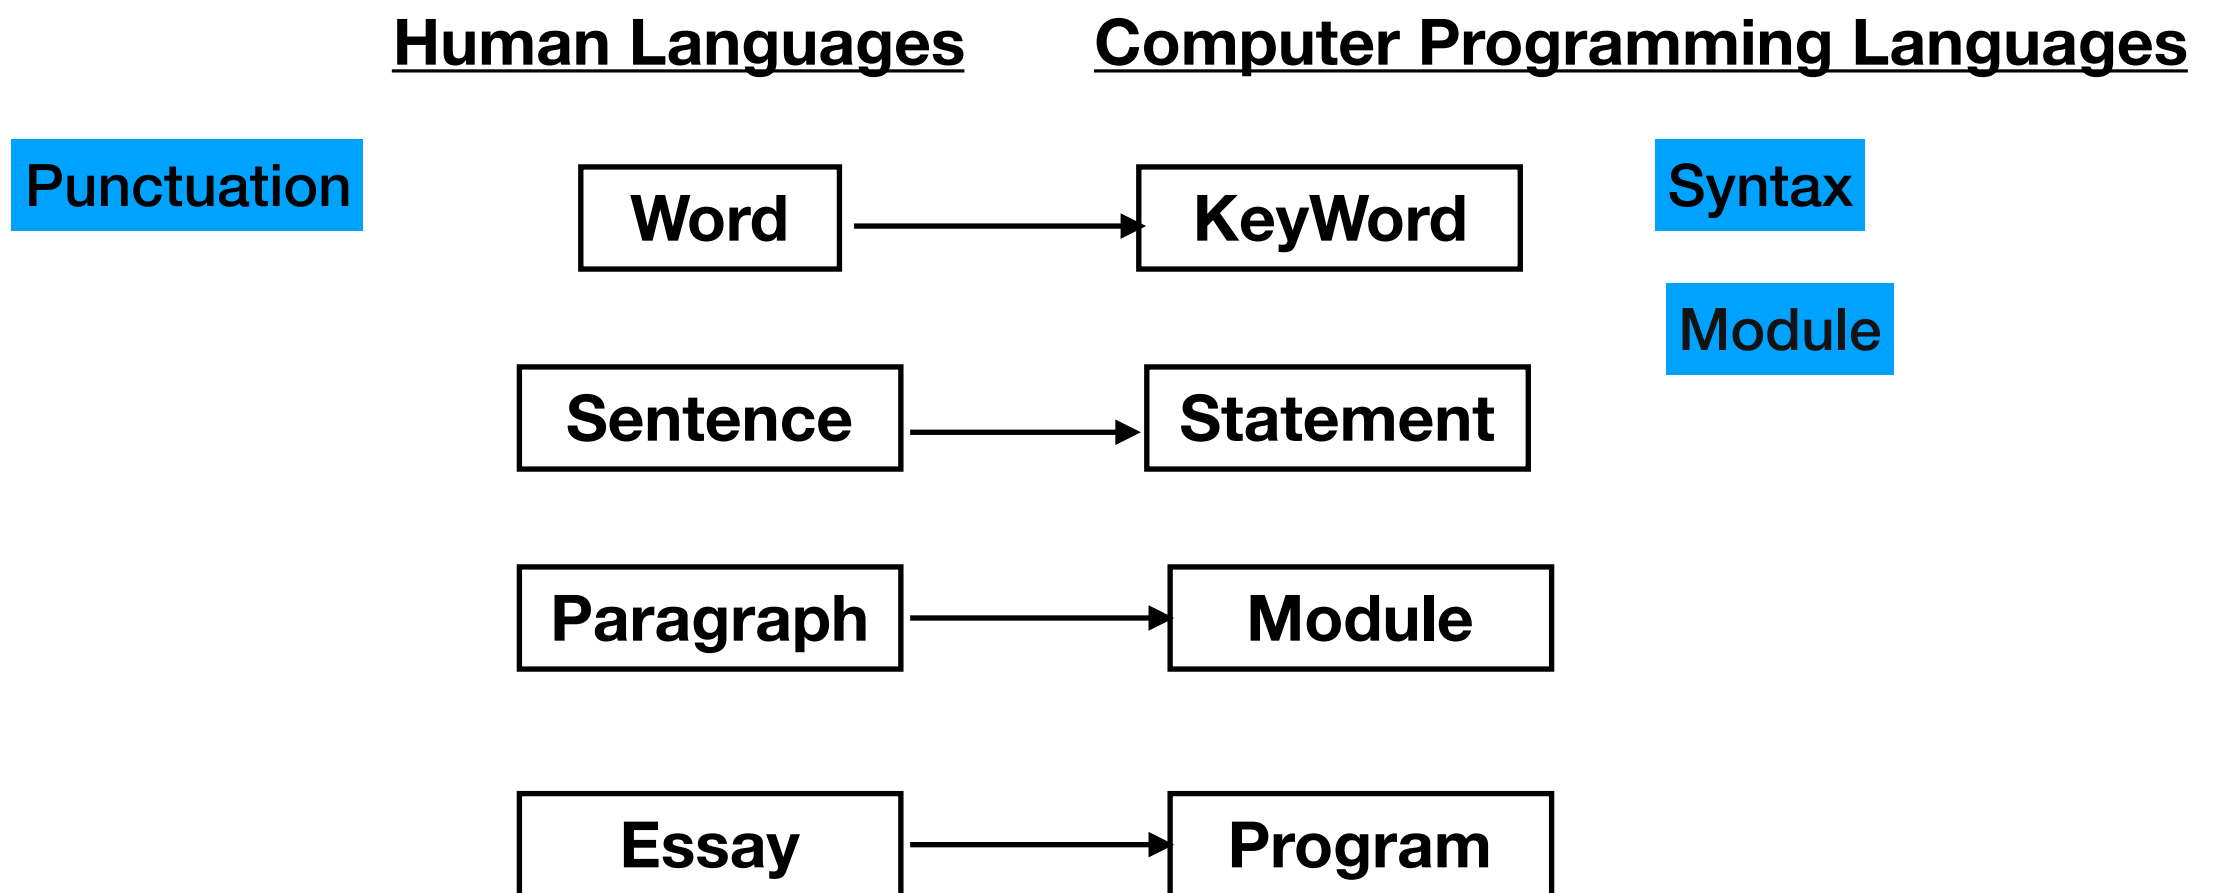 Human Languages
Computer Programming Languages
Punctuation
Word
KeyWord
Syntax
Module
Sentence
Statement
Paragraph
Module
Essay
Program